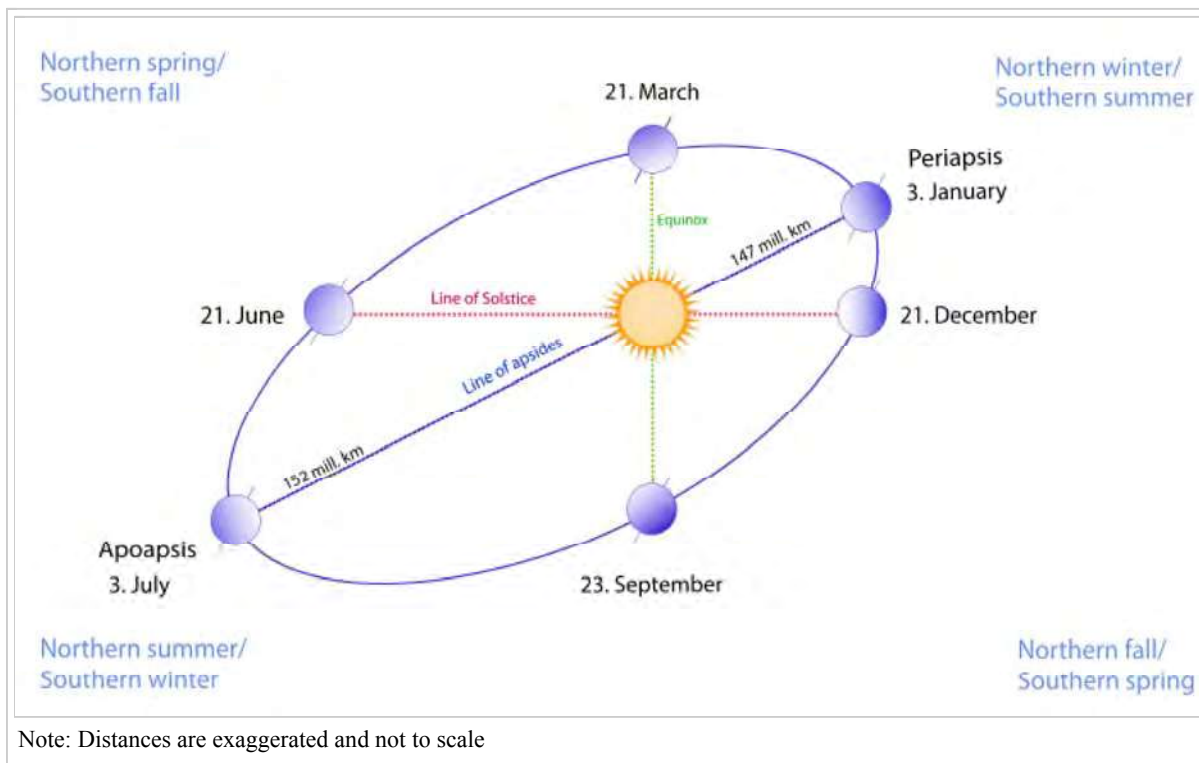 Northern spring/
Southern fall
21. March
Northern winter/
Southern summer
Periapsis
3. January
Equinox
147 mill. km
21. June
Line of Solstice
21. December
Line of apsides
152 mill. km
Apoapsis
3. July
23. September
Northern summer/
Southern winter
Northern fall/
Southern spring
Note: Distances are exaggerated and not to scale